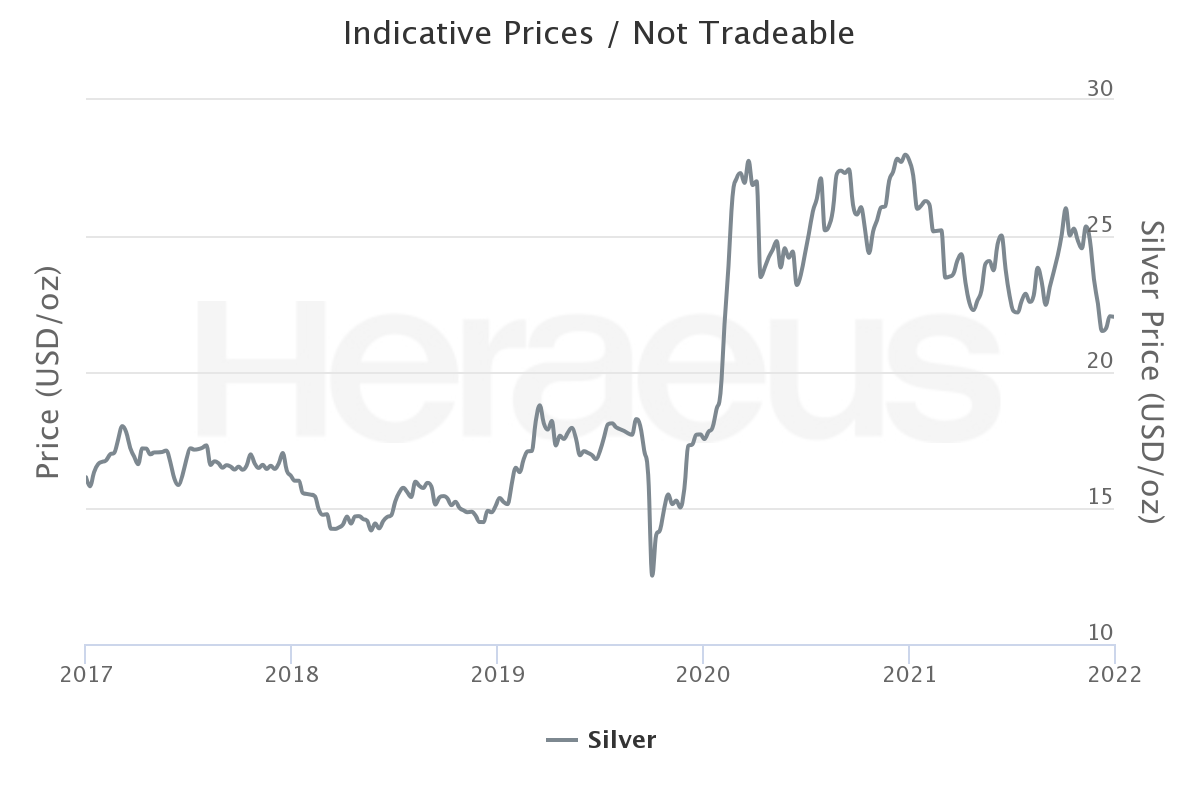 Indicative Prices / Not Tradeable
30
25
20
15
10
Price (USD/oz)
Silver Price (USD/oz)
Heraeus
2017 2018 2019 2020 2021 2022
Silver